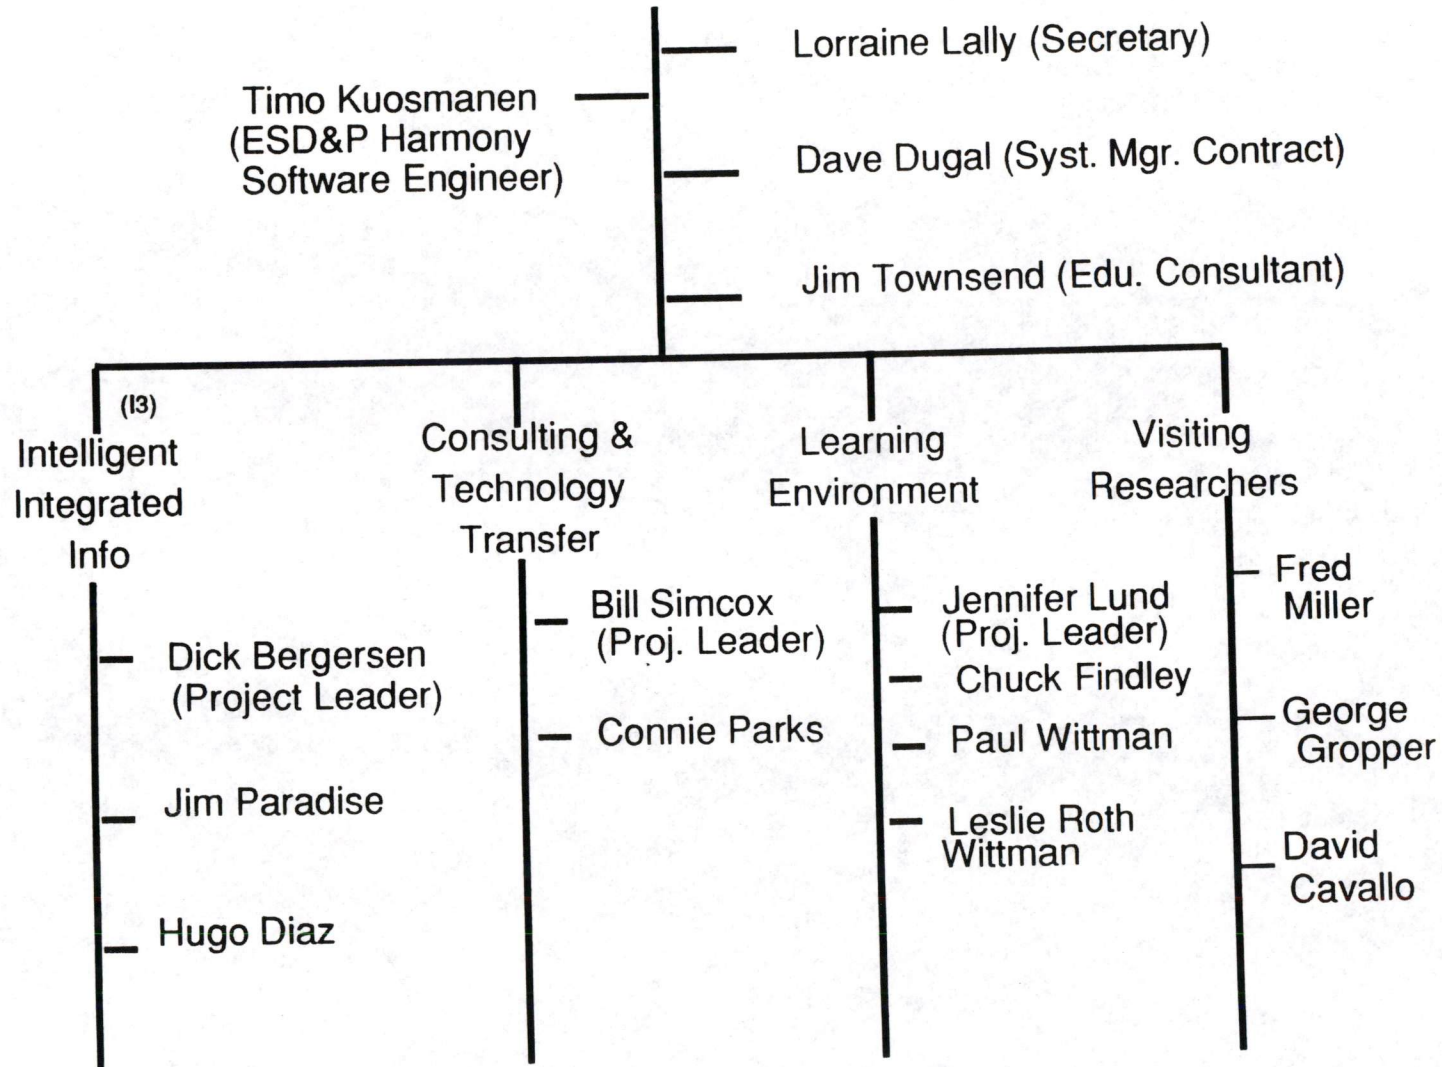 Lorraine Lally (Secretary)
Timo Kuosmanen
(ESD&P Harmony
Software Engineer)
Dave Dugal (Syst. Mgr. Contract)
Jim Townsend (Edu. Consultant)
(I3)
Intelligent
Integrated
Info
Dick Bergersen
(Project Leader)
Jim Paradise
Hugo Diaz
Consulting &
Technology
Transfer
Bill Simcox
(Proj. Leader)
Connie Parks
Learning
Environment
Jennifer Lund
(Proj. Leader)
Chuck Findley
Paul Wittman
Leslie Roth
Wittman
Visiting
Researchers
Fred
Miller
George
Gropper
David
Cavallo